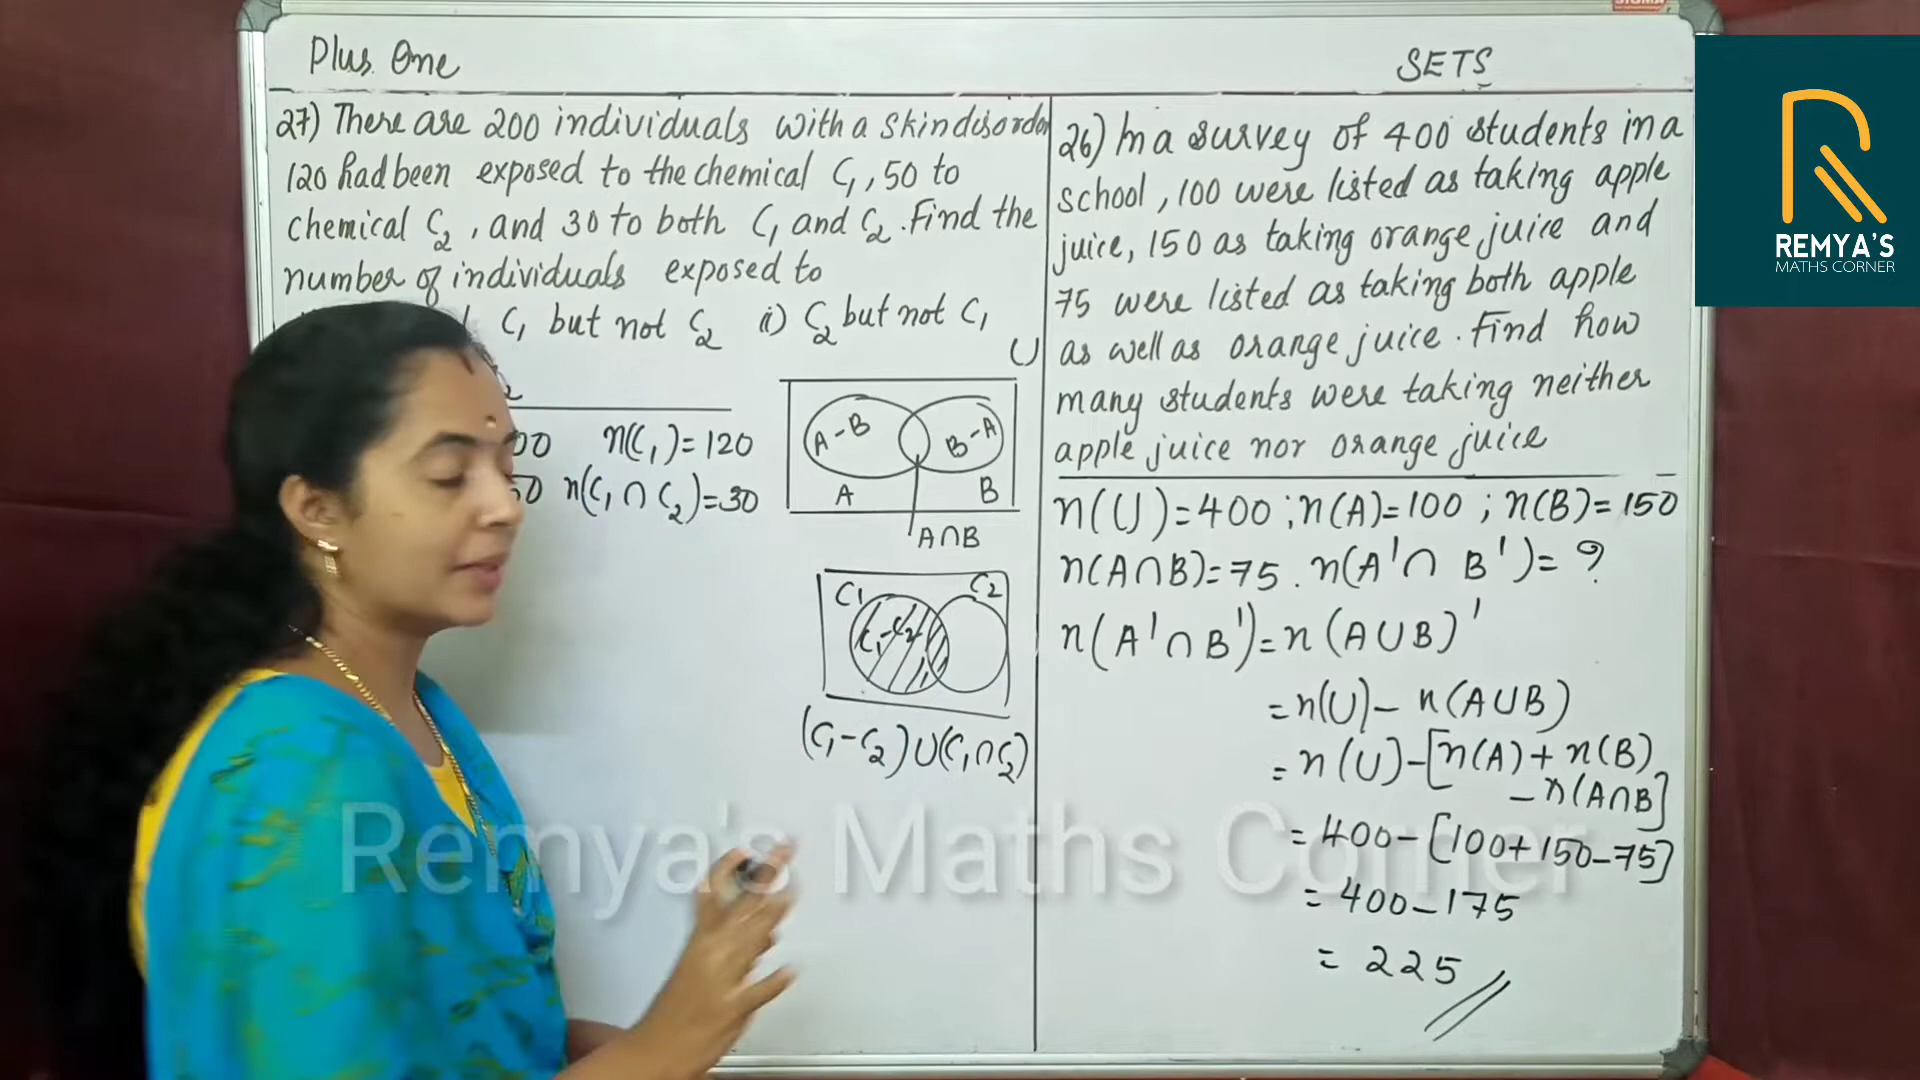 Plus One
SETS
27) There are 200 individuals with a skin disorder
120 had been exposed to the chemical C₁, 50 to
chemical C₂, and 30 to both C₁ and C₂. Find the
number of individuals exposed to
C₁ but not C₂ ii) C₂ but not C₁
n(C₁)=120
n(C₁∩C₂)=30
U
A-B
B-A
A
B
A∩B
C1
C2
C₁-C₂
(C₁-C₂)∪(C₁∩C₂)
26) In a survey of 400 students in a
school, 100 were listed as taking apple
juice, 150 as taking orange juice and
75 were listed as taking both apple
as well as orange juice. Find how
many students were taking neither
apple juice nor orange juice
n(U)=400 ; n(A)=100 ; n(B)=150
n(A∩B)=75. n(A'∩B')=?
n(A'∩B')=n(A∪B)'
=n(U)-n(A∪B)
=n(U)-[n(A)+n(B)
-n(A∩B]
=400-[100+150-75]
=400-175
=225
REMYA'S
MATHS CORNER
Remya's Maths Corner